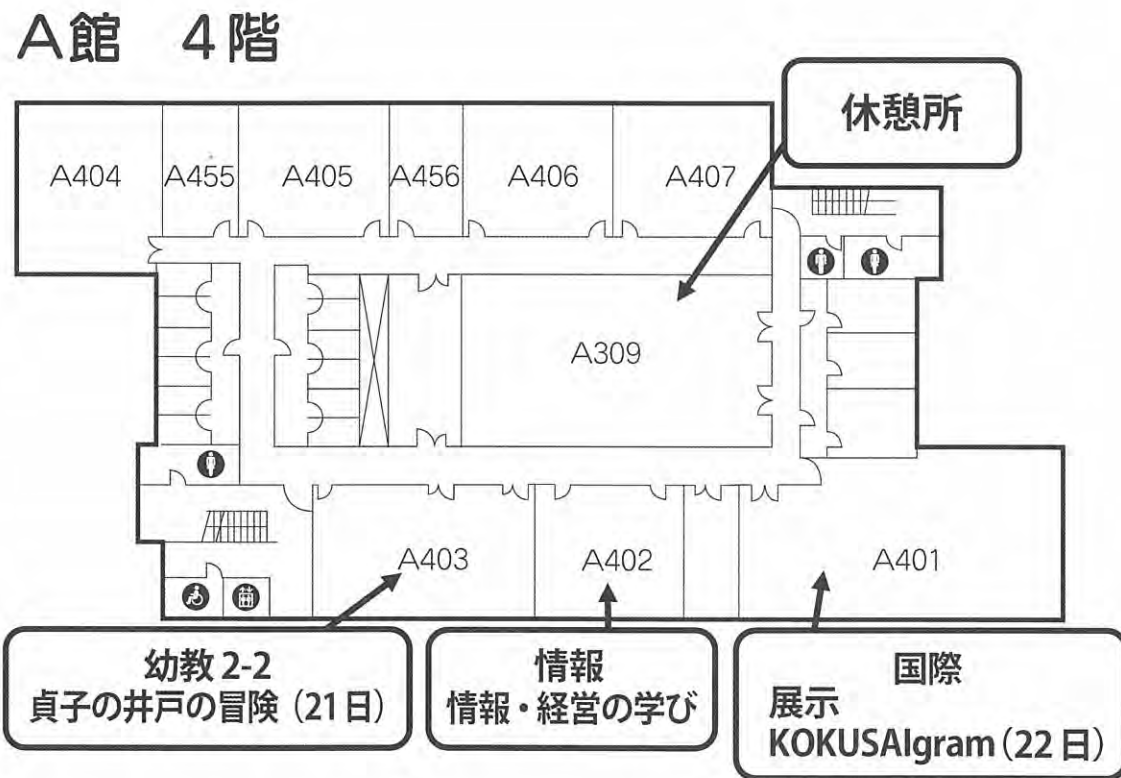 A館 4階
休憩所
A404
A455
A405
A456
A406
A407
A309
A403
A402
A401
幼教 2-2
貞子の井戸の冒険（21日）
情報
情報・経営の学び
国際
展示
KOKUSAIgram（22日）